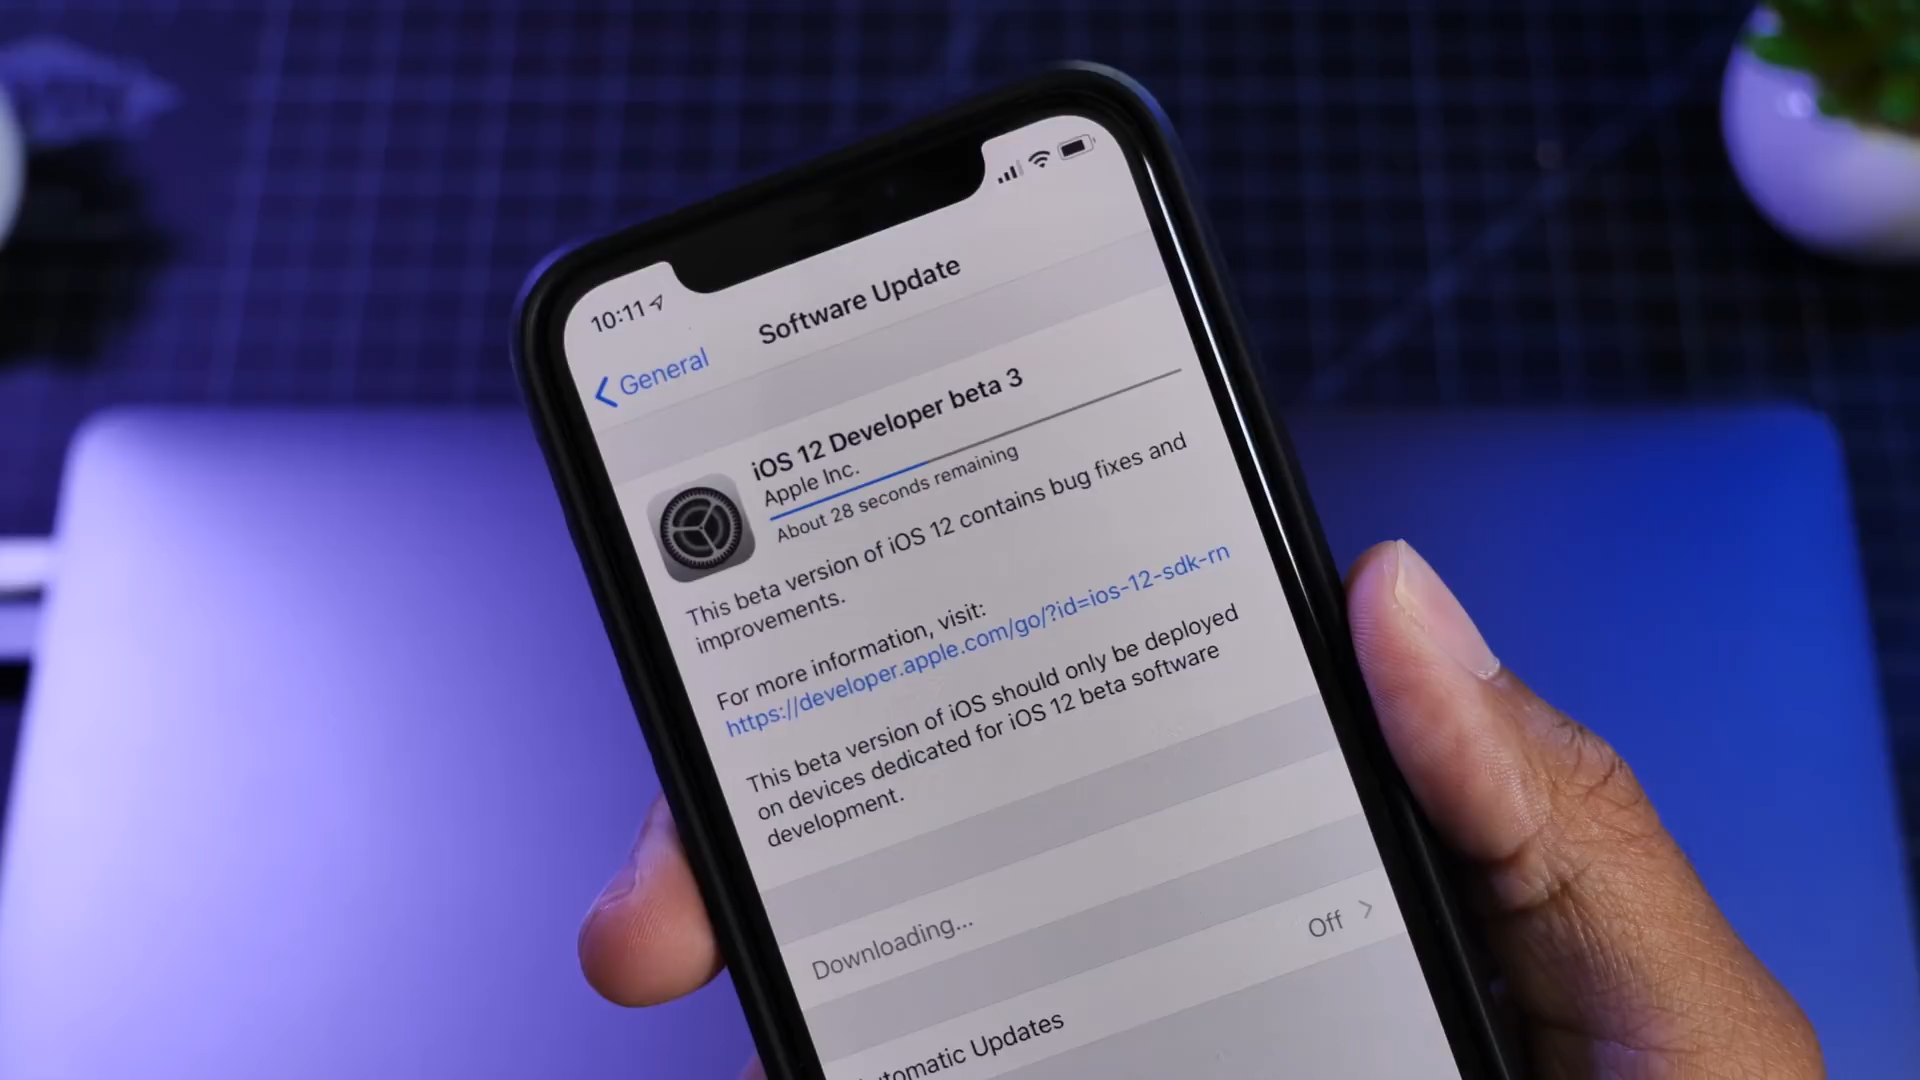 10:11
General
Software Update
iOS 12 Developer beta 3
Apple Inc.
About 28 seconds remaining
This beta version of iOS 12 contains bug fixes and
improvements.
For more information, visit:
https://developer.apple.com/go/?id=ios-12-sdk-rn
This beta version of iOS should only be deployed
on devices dedicated for iOS 12 beta software
development.
Downloading...
Automatic Updates
Off